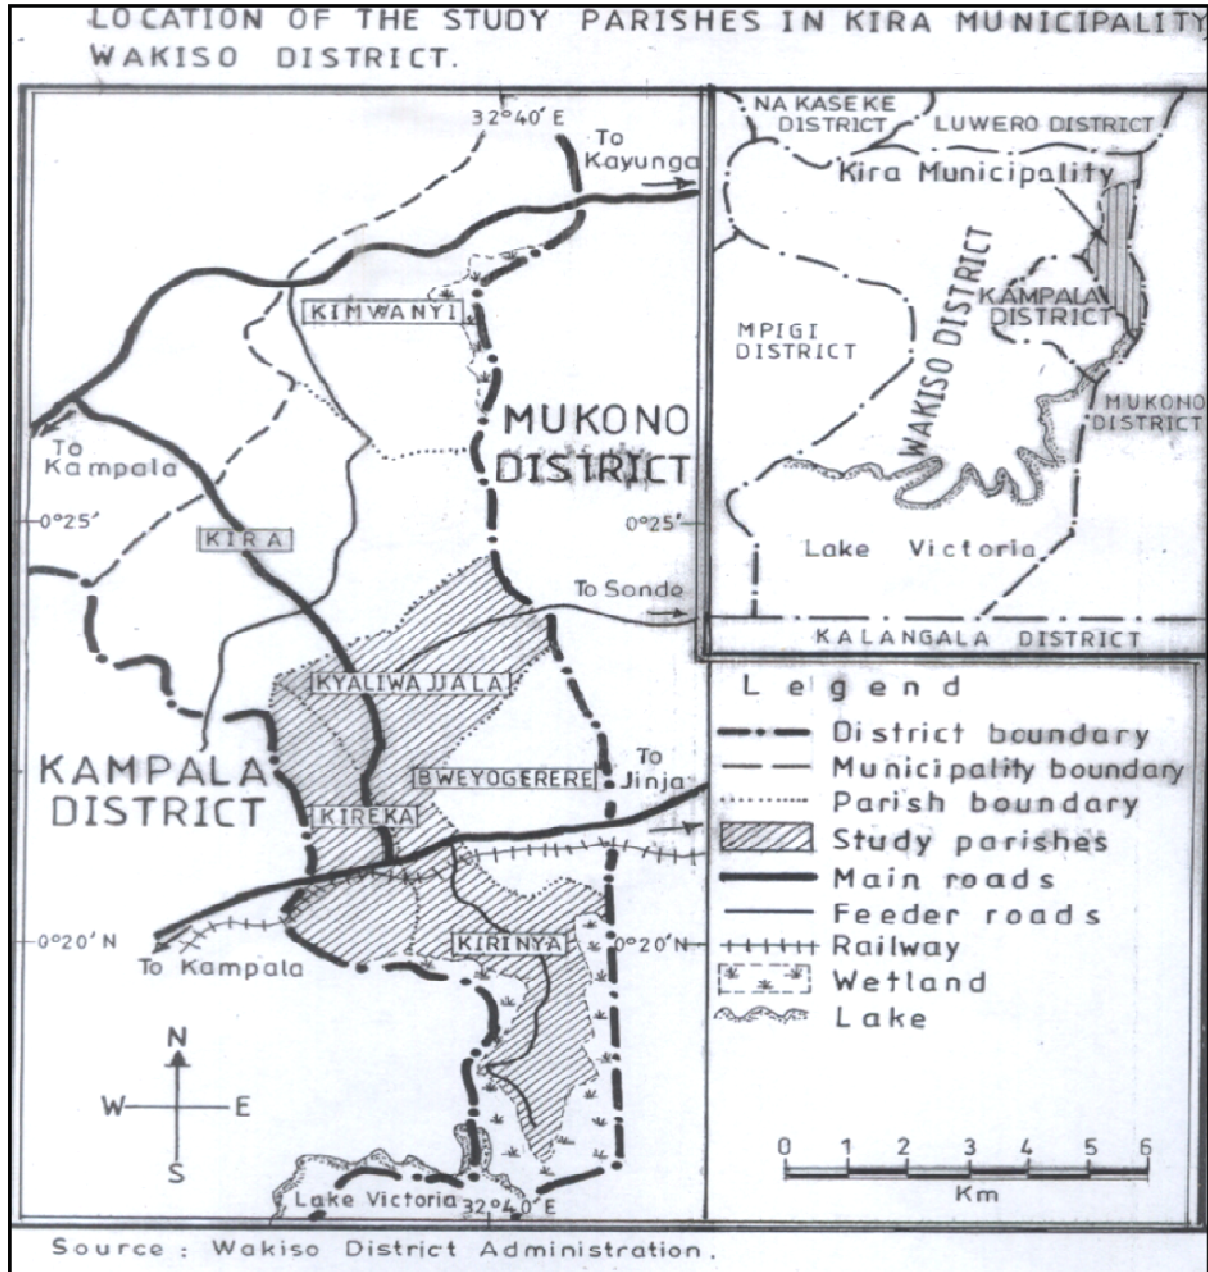 LOCATION OF THE STUDY PARISHES IN KIRA MUNICIPALITY
WAKISO DISTRICT.
32°40′E
To
Kayunga
KIMWANYI
MUKONO
DISTRICT
To
Kampala
0°25′
0°25′
KIRA
To Sonde
KYALIWAJJALA
KAMPALA
DISTRICT
BWEYOGERERE
To
Jinja
KIREKA
KIRINYA
0°20′N
0°20′N
To Kampala
N
W
E
S
Lake Victoria
32°40′E
NAKASEKE
DISTRICT
LUWERO DISTRICT
Kira Municipality
WAKISO DISTRICT
KAMPALA
DISTRICT
MPIGI
DISTRICT
MUKONO
DISTRICT
Lake Victoria
KALANGALA DISTRICT
Legend
District boundary
Municipality boundary
Parish boundary
Study parishes
Main roads
Feeder roads
Railway
Wetland
Lake
0 1 2 3 4 5 6
Km
Source : Wakiso District Administration.